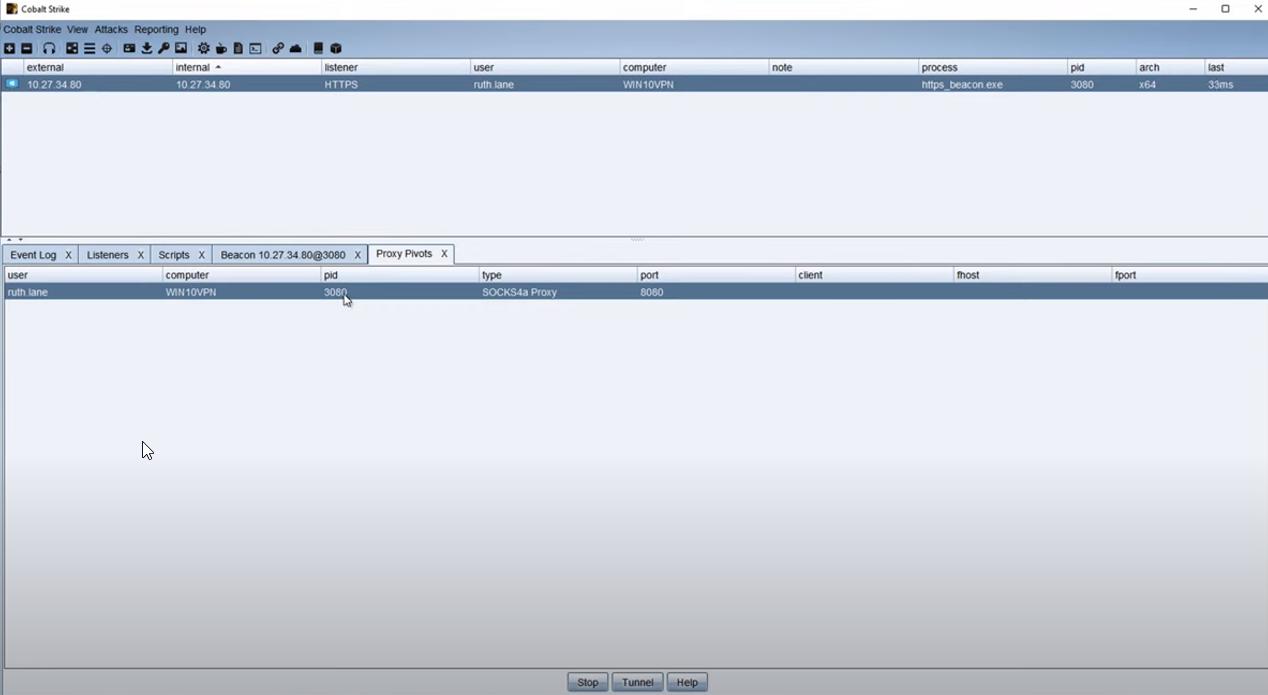 Cobalt Strike
Cobalt Strike View Attacks Reporting Help
external internal listener user computer note process pid arch last
10.27.34.80 10.27.34.80 HTTPS ruth.lane WIN10VPN https_beacon.exe 3080 x64 33ms
Event Log X Listeners X Scripts X Beacon 10.27.34.80@3080 X Proxy Pivots X
user computer pid type port client fhost fport
ruth.lane WIN10VPN 3080 SOCKS4a Proxy 8080
Stop Tunnel Help